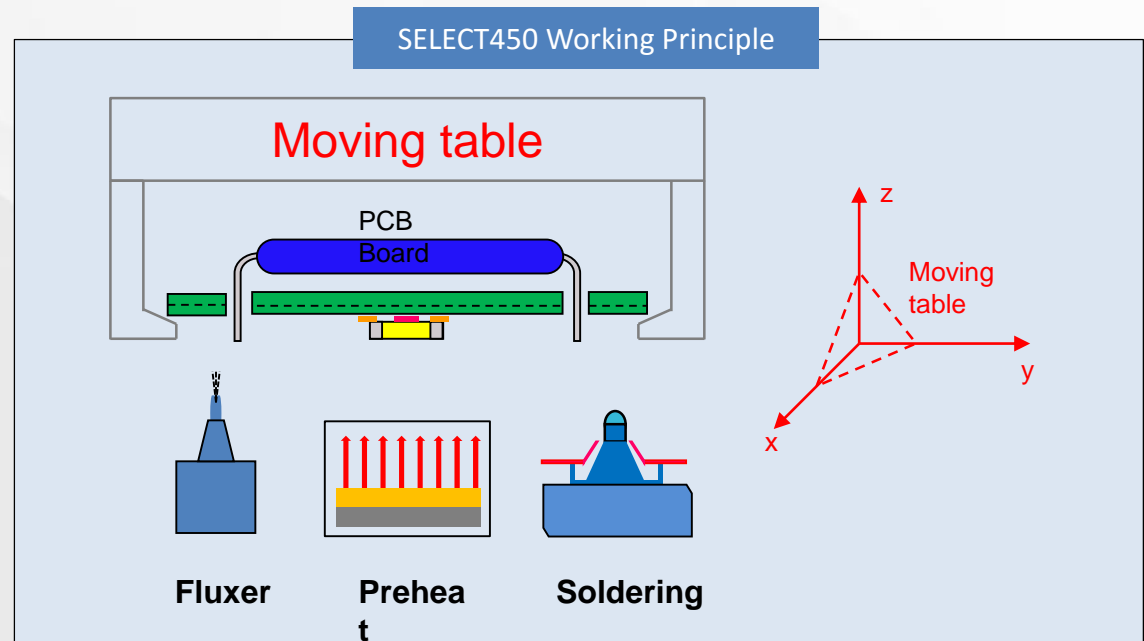 SELECT450 Working Principle
Moving table
PCB
Board
z
Moving
table
y
x
Fluxer
Prehea
t
Soldering